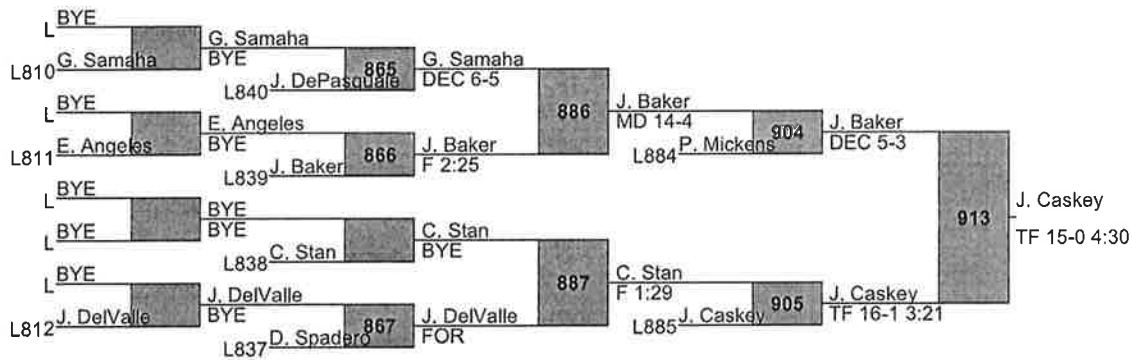 L BYE
L810 G. Samaha
L BYE
L811 E. Angeles
L BYE
L BYE
L BYE
L812 J. DelValle
G. Samaha
BYE
L840 J. DePasquale
E. Angeles
BYE
L839 J. Baker
BYE
BYE
L838 C. Stan
J. DelValle
BYE
L837 D. Spadero
865
866
867
G. Samaha
DEC 6-5
J. Baker
F 2:25
C. Stan
BYE
J. DelValle
FOR
886
887
J. Baker
MD 14-4
L884 P. Mickens
C. Stan
F 1:29
L885 J. Caskey
904
905
J. Baker
DEC 5-3
J. Caskey
TF 16-1 3:21
913
J. Caskey
TF 15-0 4:30